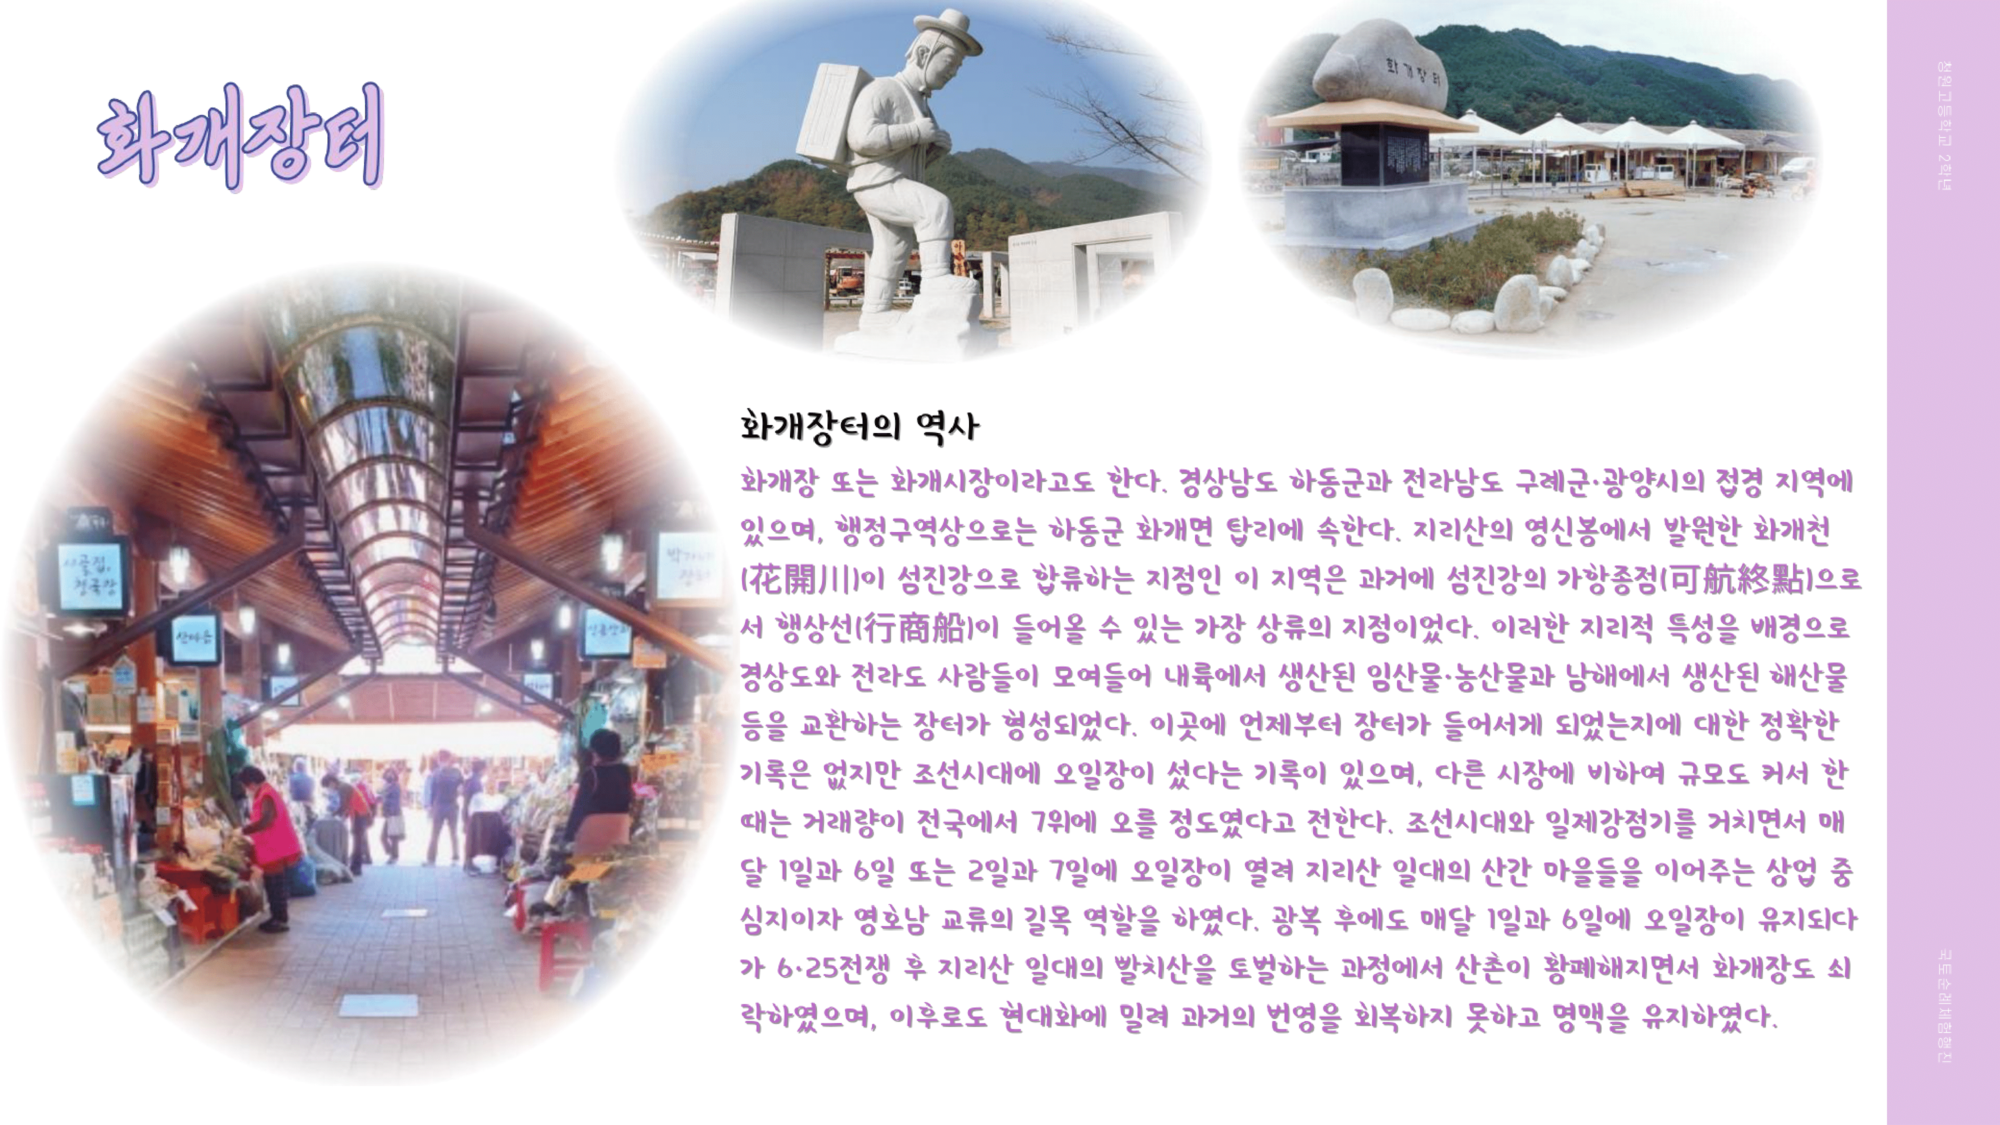 화개장터
화개장터
시골집,
청국장
산마을
청원고등학교 2학년
화개장터의 역사
화개장 또는 화개시장이라고도 한다. 경상남도 하동군과 전라남도 구례군·광양시의 접경 지역에
있으며, 행정구역상으로는 하동군 화개면 탑리에 속한다. 지리산의 영신봉에서 발원한 화개천
(花開川)이 섬진강으로 합류하는 지점인 이 지역은 과거에 섬진강의 가항종점(可航終點)으로
서 행상선(行商船)이 들어올 수 있는 가장 상류의 지점이었다. 이러한 지리적 특성을 배경으로
경상도와 전라도 사람들이 모여들어 내륙에서 생산된 임산물·농산물과 남해에서 생산된 해산물
등을 교환하는 장터가 형성되었다. 이곳에 언제부터 장터가 들어서게 되었는지에 대한 정확한
기록은 없지만 조선시대에 오일장이 섰다는 기록이 있으며, 다른 시장에 비하여 규모도 커서 한
때는 거래량이 전국에서 7위에 오를 정도였다고 전한다. 조선시대와 일제강점기를 거치면서 매
달 1일과 6일 또는 2일과 7일에 오일장이 열려 지리산 일대의 산간 마을들을 이어주는 상업 중
심지이자 영호남 교류의 길목 역할을 하였다. 광복 후에도 매달 1일과 6일에 오일장이 유지되다
가 6·25전쟁 후 지리산 일대의 빨치산을 토벌하는 과정에서 산촌이 황폐해지면서 화개장도 쇠
락하였으며, 이후로도 현대화에 밀려 과거의 번영을 회복하지 못하고 명맥을 유지하였다.
국토순례체험행진